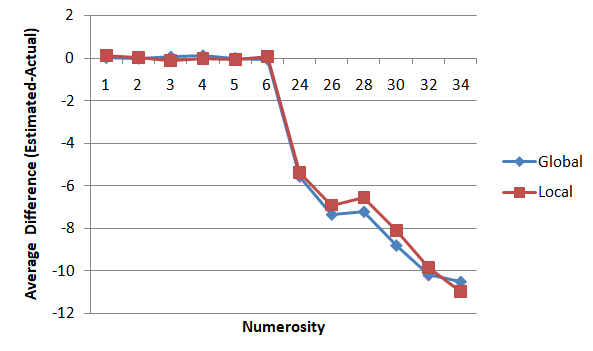 2
0
-2
-4
-6
-8
-10
-12
Average Difference (Estimated-Actual)
1 2 3 4 5 6 24 26 28 30 32 34
Numerosity
Global
Local